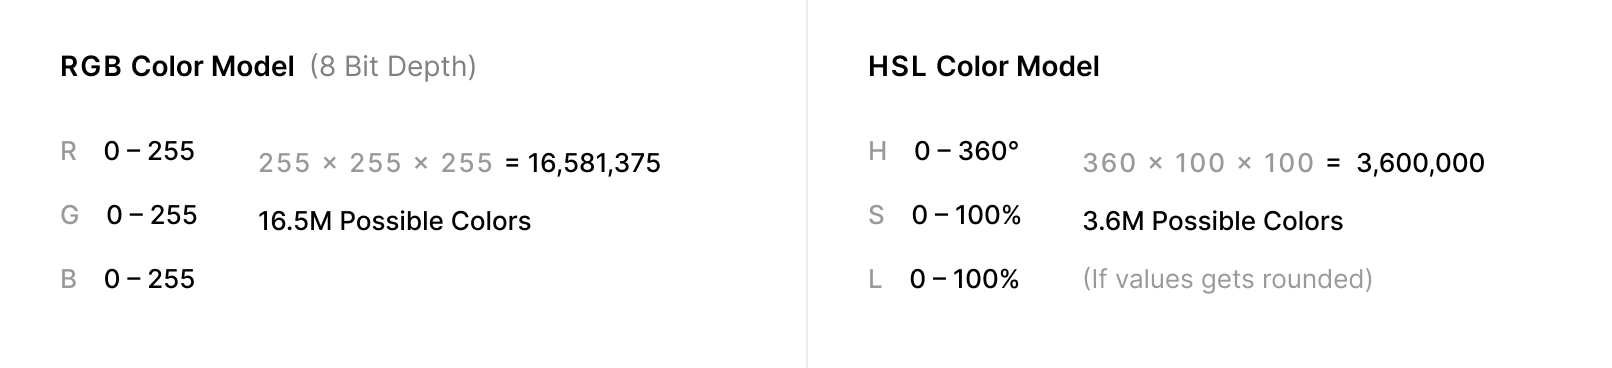 RGB Color Model (8 Bit Depth)
R 0 – 255
G 0 – 255
B 0 – 255
255 × 255 × 255 = 16,581,375
16.5M Possible Colors
HSL Color Model
H 0 – 360°
S 0 – 100%
L 0 – 100%
360 × 100 × 100 = 3,600,000
3.6M Possible Colors
(If values gets rounded)